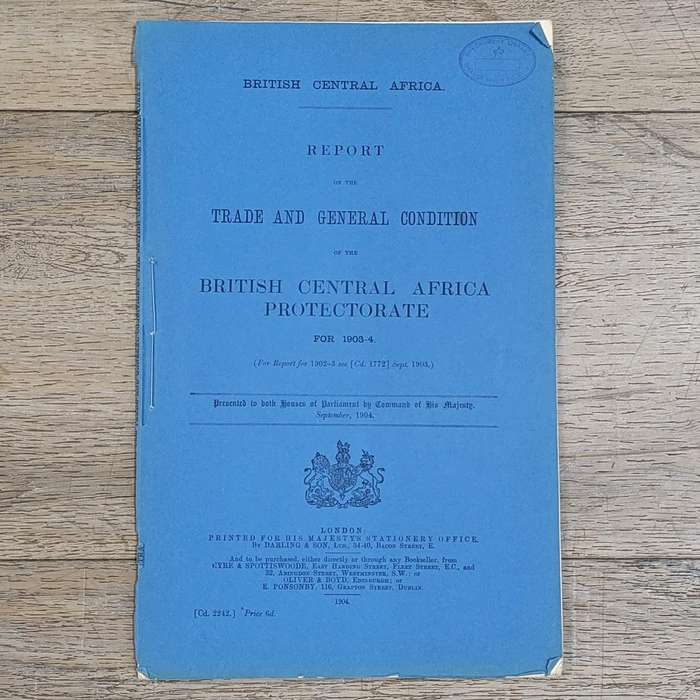 BRITISH CENTRAL AFRICA.
REPORT
ON THE
TRADE AND GENERAL CONDITION
OF THE
BRITISH CENTRAL AFRICA
PROTECTORATE
FOR 1903-4.
(For Report for 1902-3 see [Cd. 1772] Sept. 1903.)
Presented to both Houses of Parliament by Command of His Majesty.
September, 1904.
LONDON:
PRINTED FOR HIS MAJESTY'S STATIONERY OFFICE,
BY DARLING & SON, LTD., 34-40, BACON STREET, E.
And to be purchased, either directly or through any Bookseller, from
EYRE & SPOTTISWOODE, EAST HARDING STREET, FLEET STREET, E.C., and
32, ABINGDON STREET, WESTMINSTER, S.W.; or
OLIVER & BOYD, EDINBURGH; or
E. PONSONBY, 116, GRAFTON STREET, DUBLIN.
1904.
[Cd. 2242.] Price 6d.